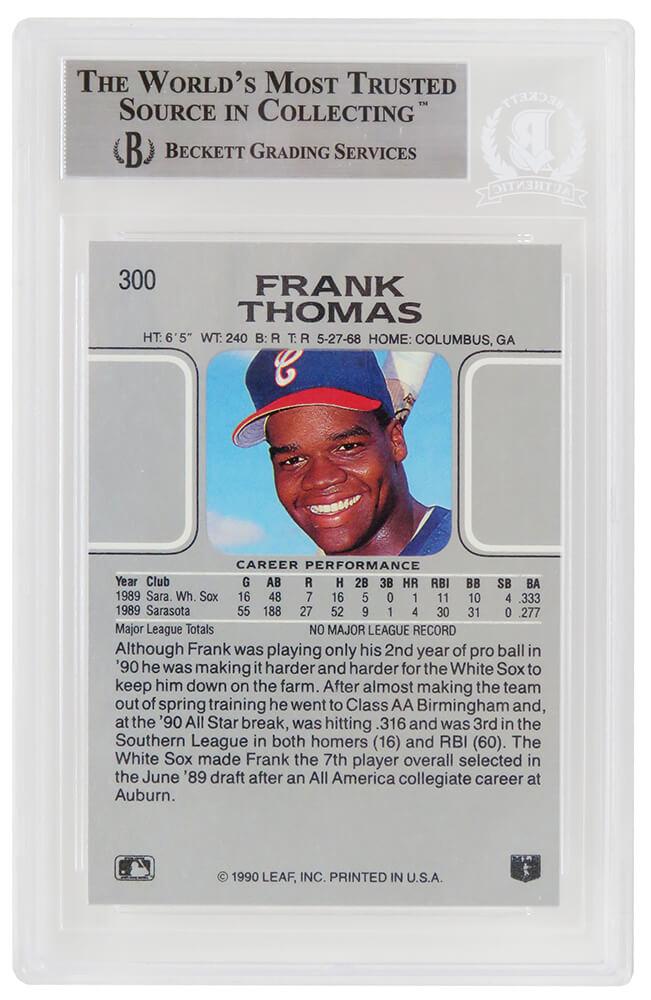 THE WORLD'S MOST TRUSTED
SOURCE IN COLLECTING™
B BECKETT GRADING SERVICES
BECKETT
B
AUTHENTIC
300
FRANK
THOMAS
HT: 6'5" WT: 240 B: R T: R 5-27-68 HOME: COLUMBUS, GA
C
CAREER PERFORMANCE
Year Club G AB R H 2B 3B HR RBI BB SB BA
1989 Sara. Wh. Sox 16 48 7 16 5 0 1 11 10 4 .333
1989 Sarasota 55 188 27 52 9 1 4 30 31 0 .277
Major League Totals NO MAJOR LEAGUE RECORD
Although Frank was playing only his 2nd year of pro ball in
'90 he was making it harder and harder for the White Sox to
keep him down on the farm. After almost making the team
out of spring training he went to Class AA Birmingham and,
at the '90 All Star break, was hitting .316 and was 3rd in the
Southern League in both homers (16) and RBI (60). The
White Sox made Frank the 7th player overall selected in
the June '89 draft after an All America collegiate career at
Auburn.
© 1990 LEAF, INC. PRINTED IN U.S.A.